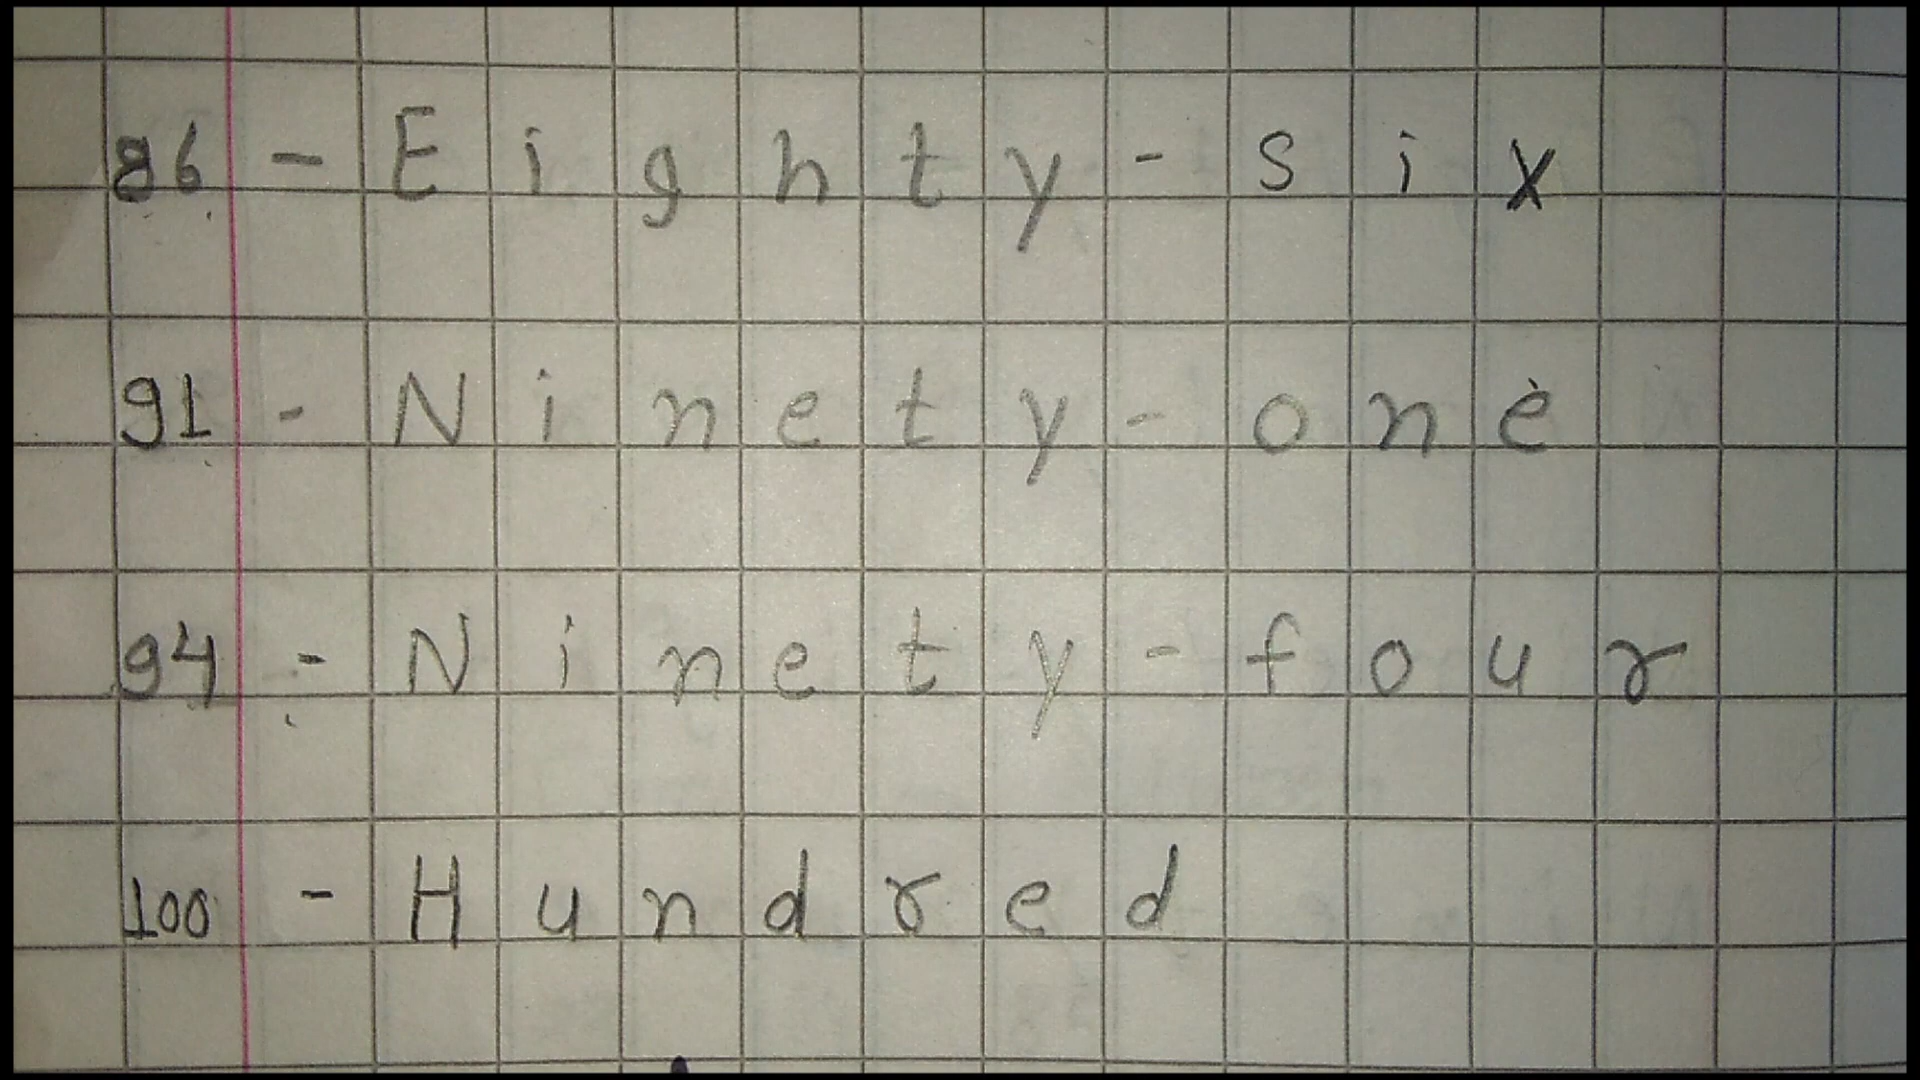 86 - Eighty-six
91 - Ninety-one
94 - Ninety-four
100 - Hundred